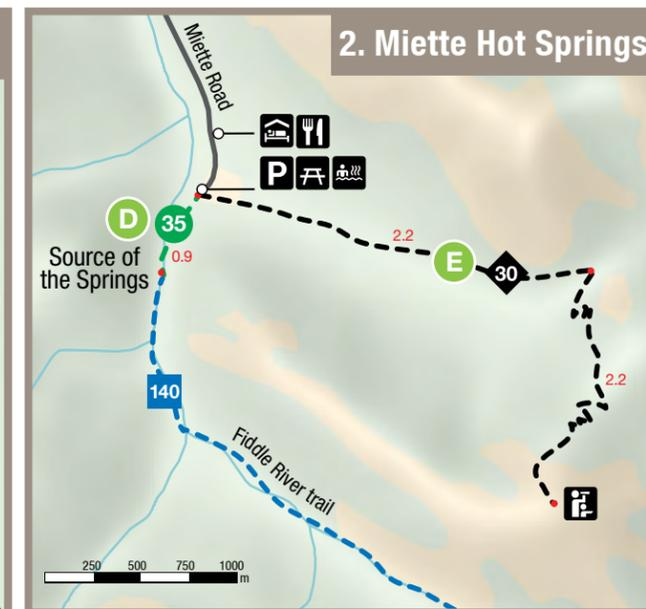 2. Miette Hot Springs
Miette Road
P
D
35
Source of
the Springs
0.9
2.2
E
30
2.2
140
Fiddle River trail
250 500 750 1000
m